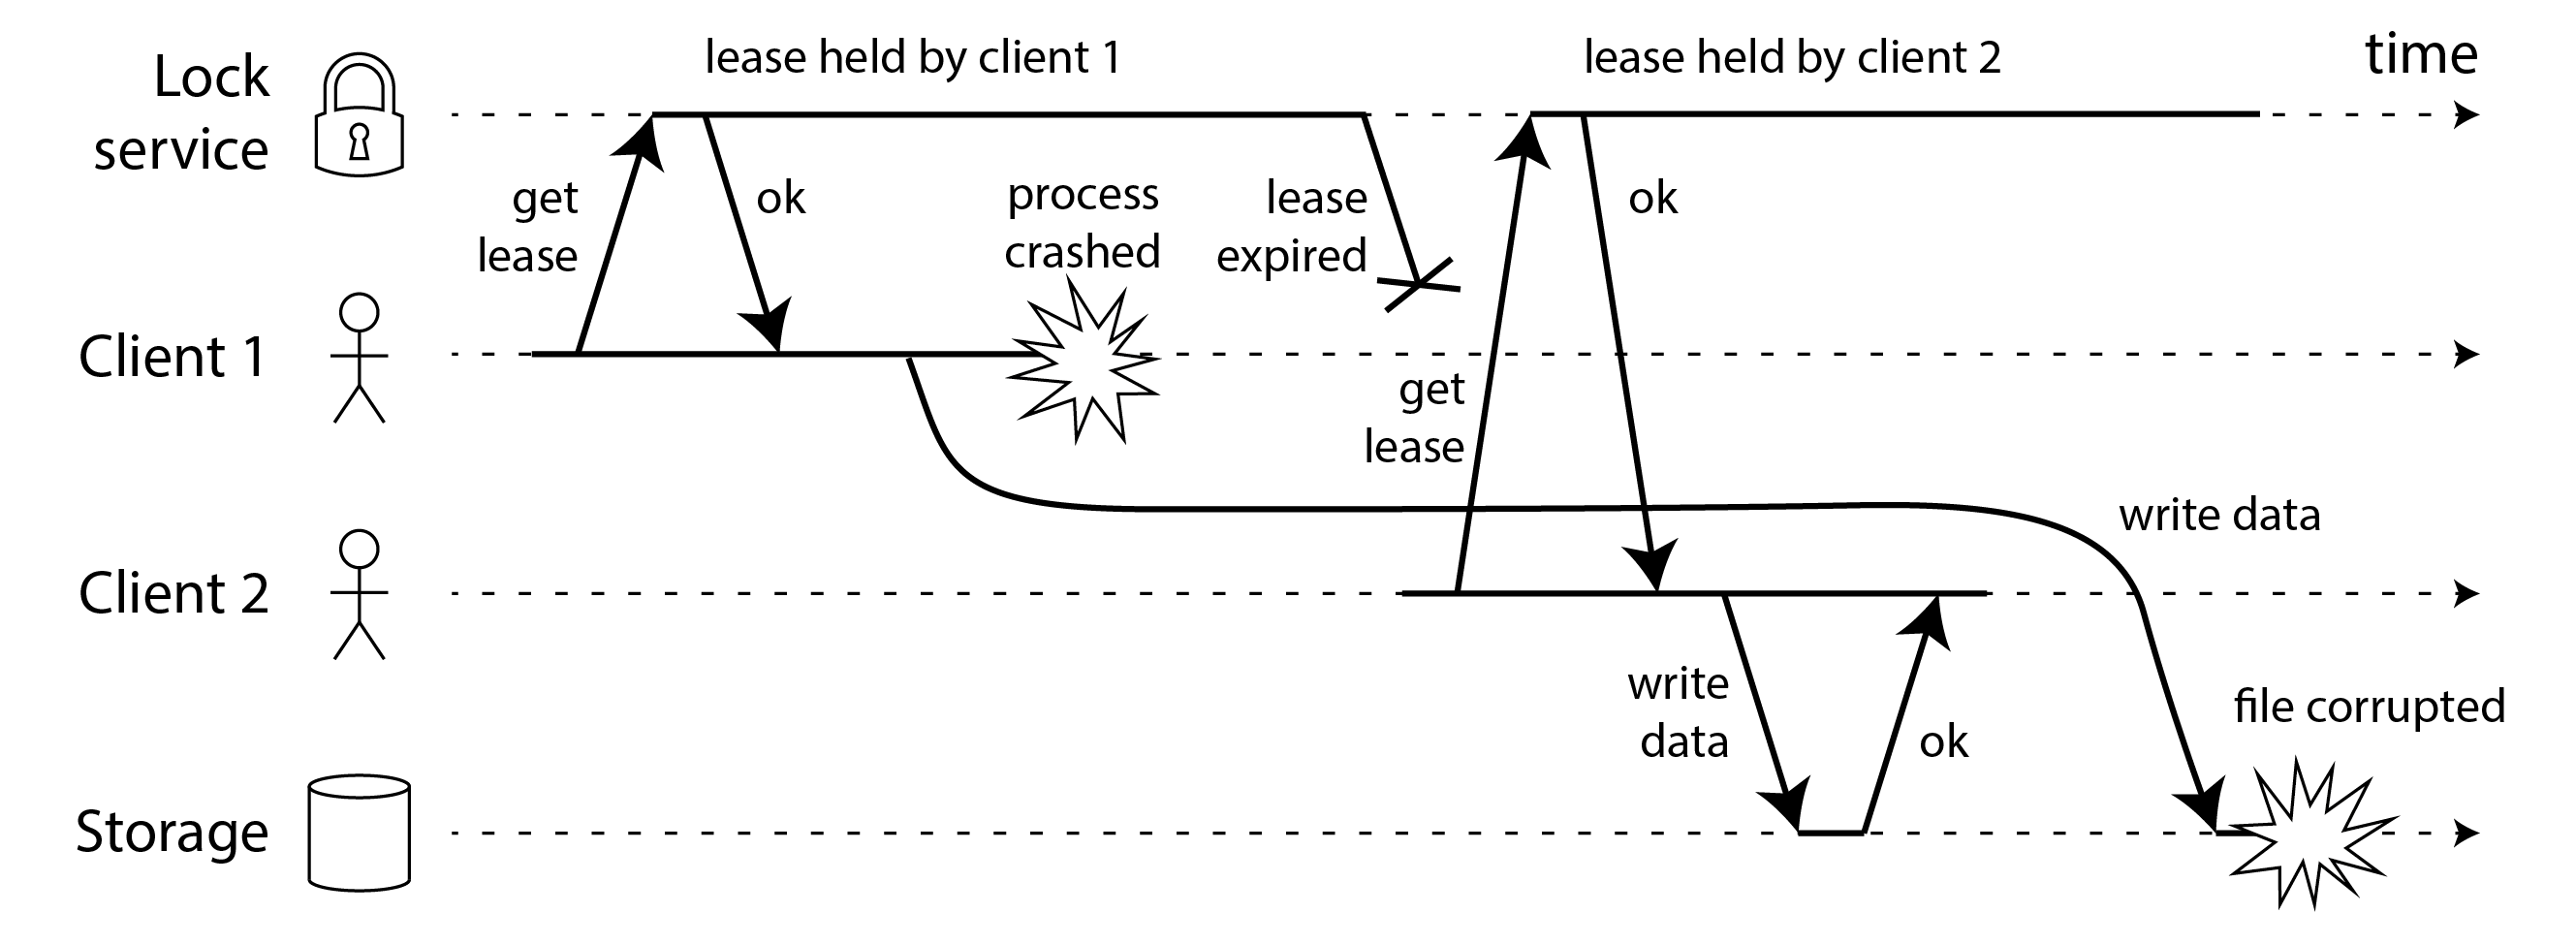 lease held by client 1
lease held by client 2
time
Lock
service
get
lease
ok
process
crashed
lease
expired
ok
Client 1
get
lease
write data
Client 2
write
data
ok
file corrupted
Storage